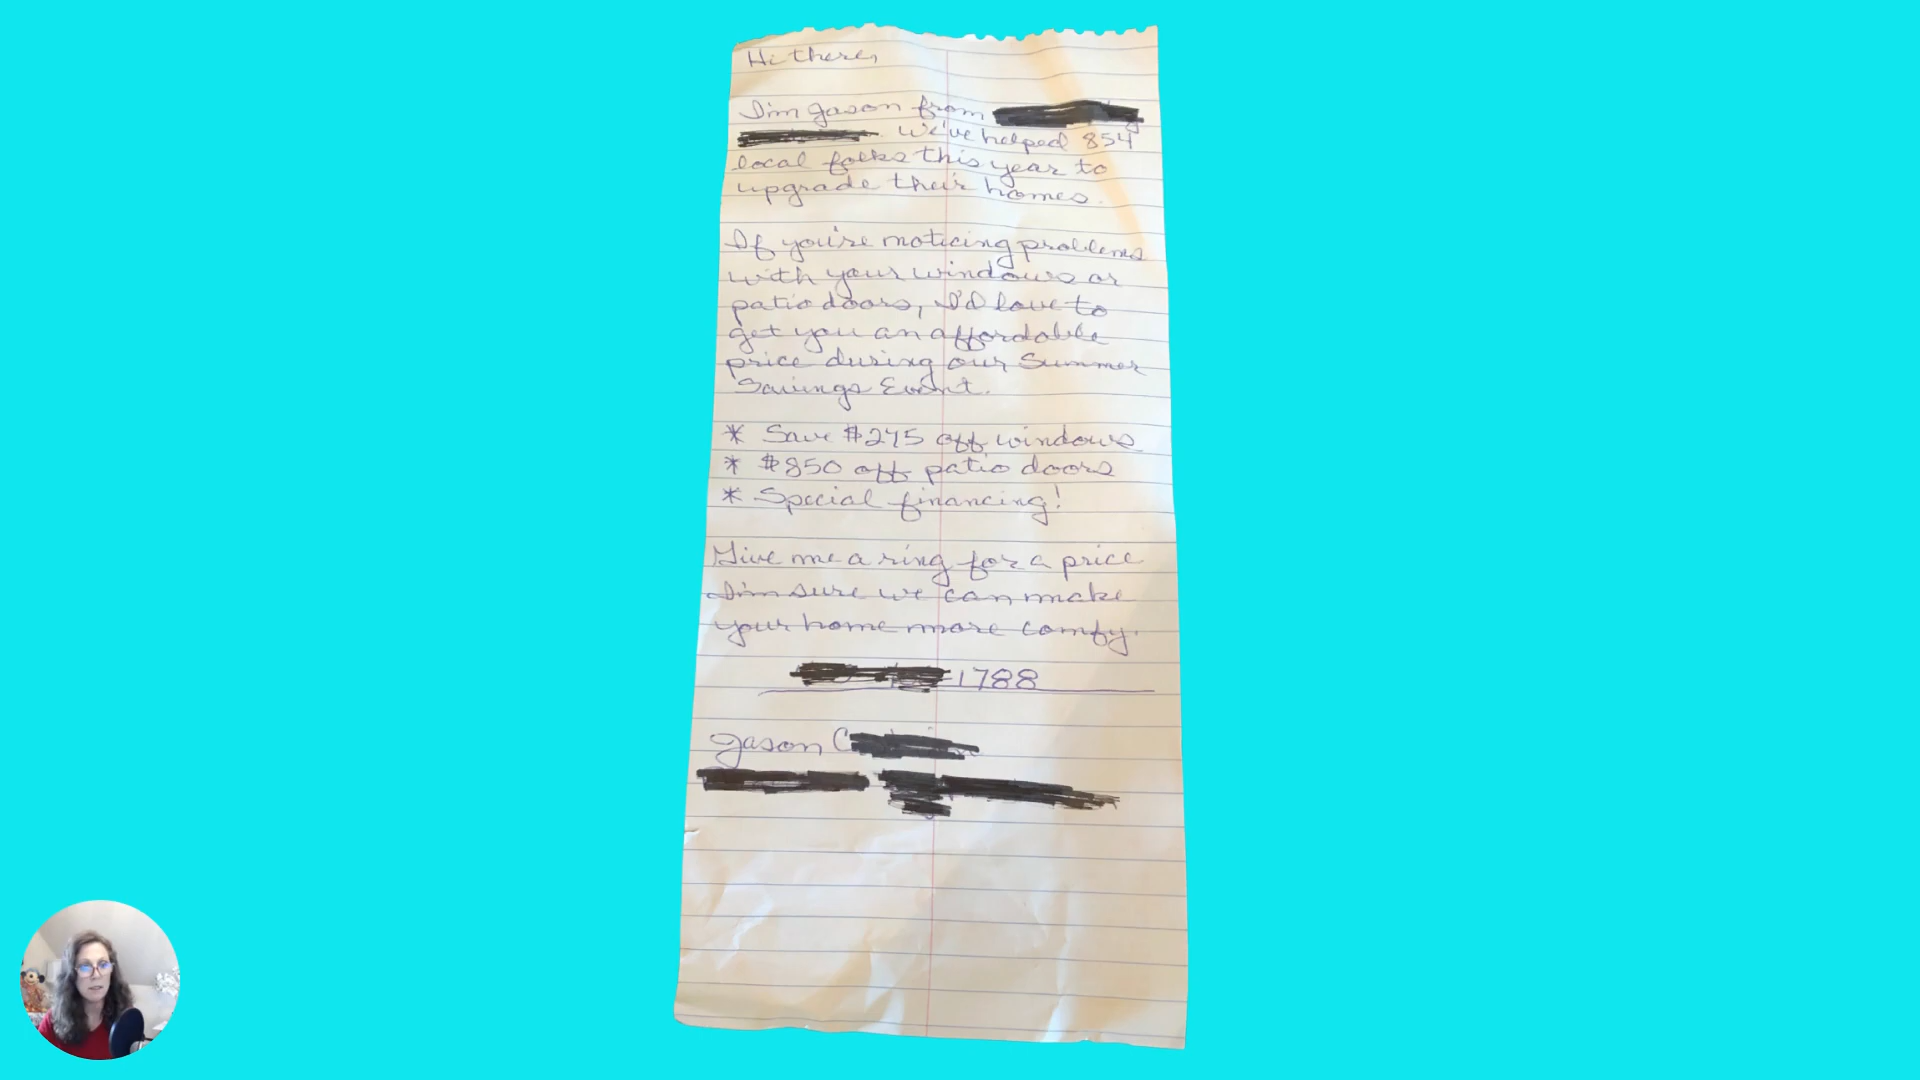 Hi there,
I'm Jason from
We've helped 854
local folks this year to
upgrade their homes.
If you're noticing problems
with your windows or
patio doors, I'd love to
get you an affordable
price during our Summer
Savings Event.
* Save $275 off windows
* $850 off patio doors
* Special financing!
Give me a ring for a price
I'm sure we can make
your home more comfy.
-1788
Jason C